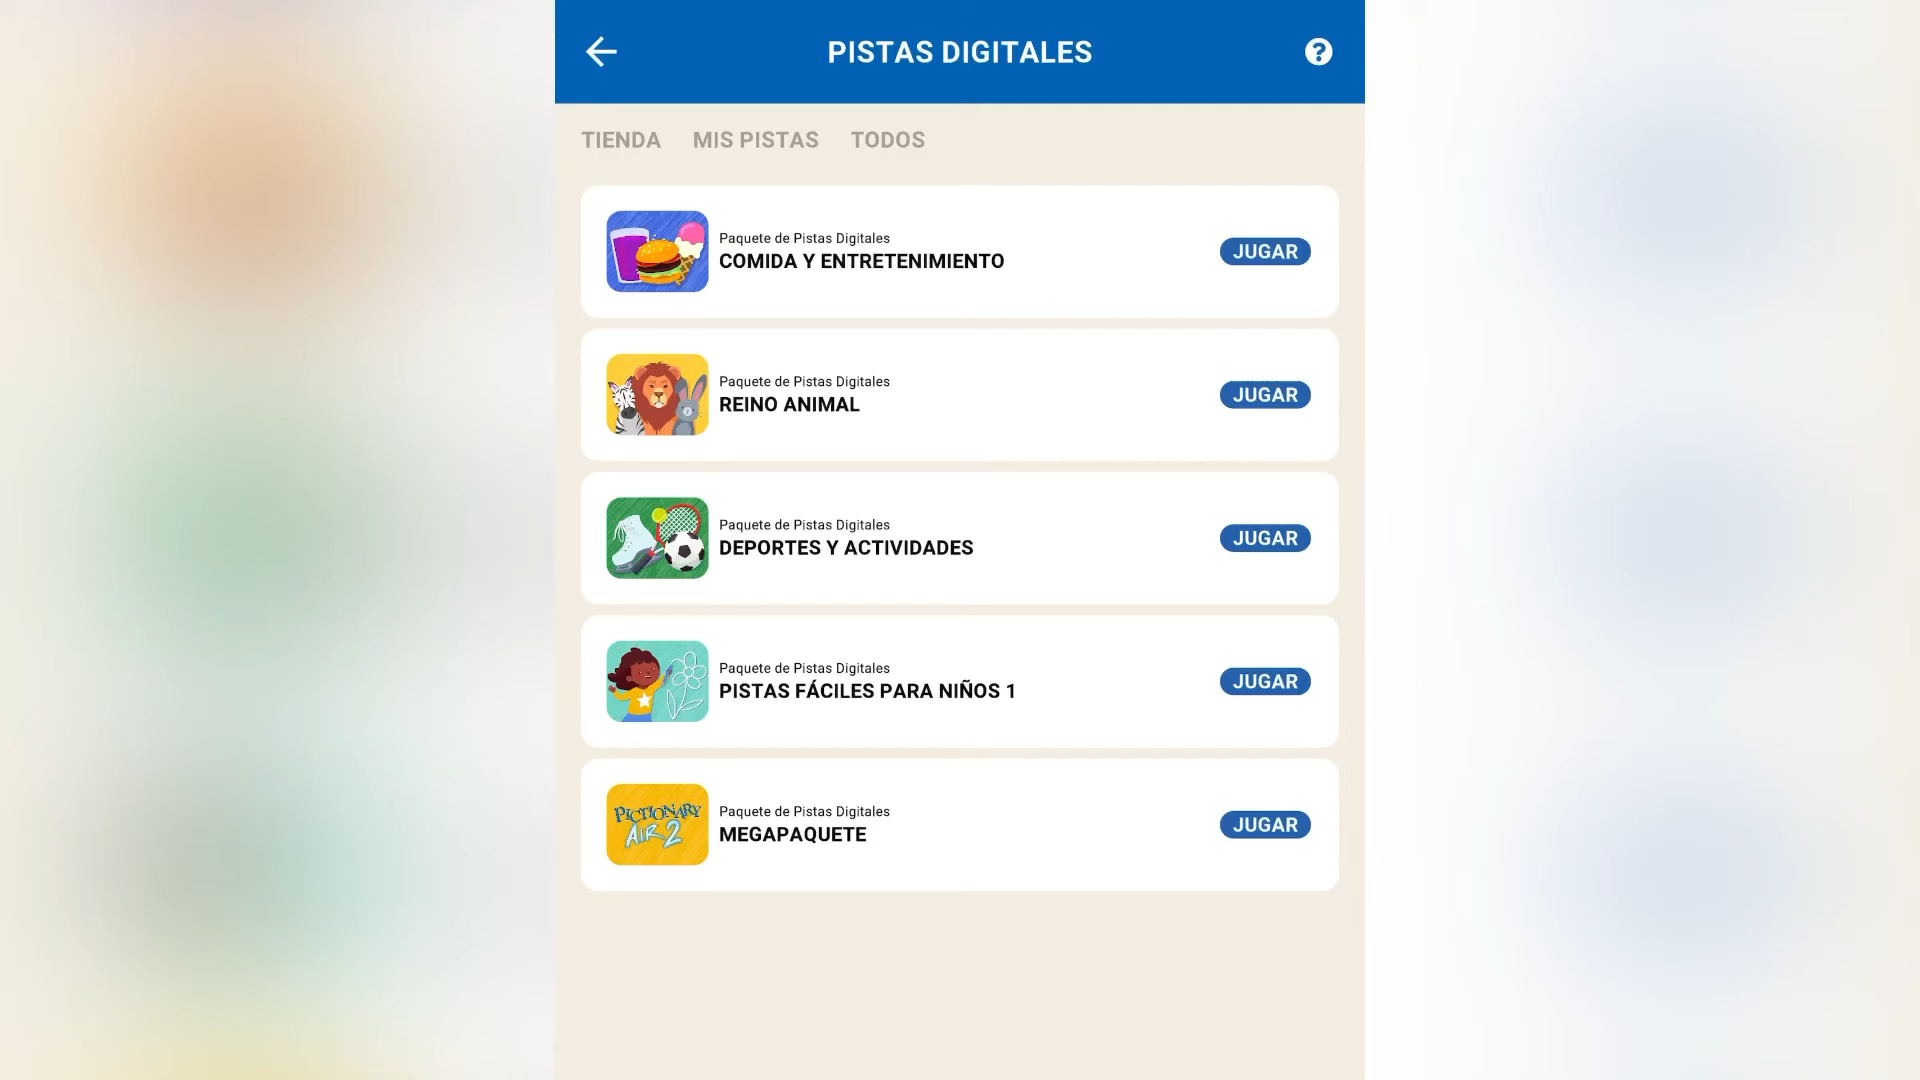 PISTAS DIGITALES
TIENDA MIS PISTAS TODOS
Paquete de Pistas Digitales
COMIDA Y ENTRETENIMIENTO
JUGAR
Paquete de Pistas Digitales
REINO ANIMAL
JUGAR
Paquete de Pistas Digitales
DEPORTES Y ACTIVIDADES
JUGAR
Paquete de Pistas Digitales
PISTAS FÁCILES PARA NIÑOS 1
JUGAR
PICTIONARY
AIR 2
Paquete de Pistas Digitales
MEGAPAQUETE
JUGAR